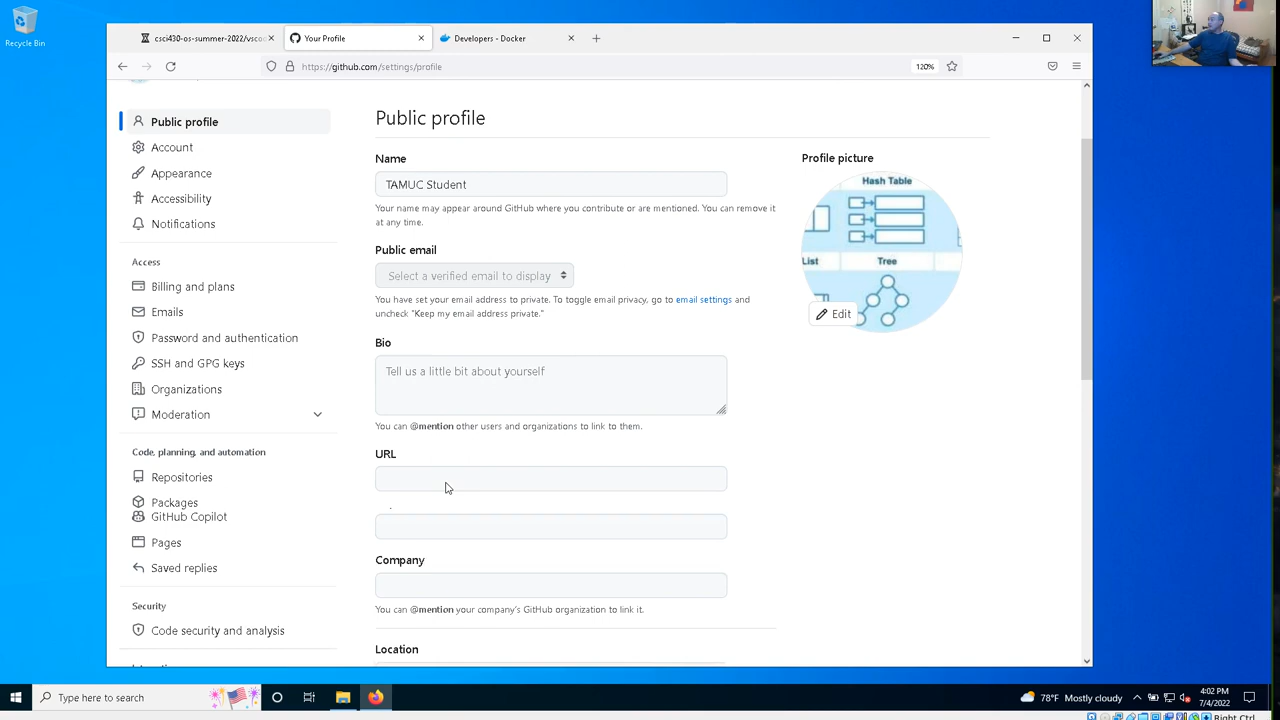 Recycle Bin
csci430-os-summer-2022/vscod
Your Profile
Developers - Docker
https://github.com/settings/profile
120%
Public profile
Account
Appearance
Accessibility
Notifications
Access
Billing and plans
Emails
Password and authentication
SSH and GPG keys
Organizations
Moderation
Code, planning, and automation
Repositories
Packages
GitHub Copilot
Pages
Saved replies
Security
Code security and analysis
Public profile
Name
TAMUC Student
Your name may appear around GitHub where you contribute or are mentioned. You can remove it
at any time.
Public email
Select a verified email to display
You have set your email address to private. To toggle email privacy, go to email settings and
uncheck "Keep my email address private."
Bio
Tell us a little bit about yourself
You can @mention other users and organizations to link to them.
URL
Company
You can @mention your company's GitHub organization to link it.
Location
Profile picture
Hash Table
List
Tree
Edit
Type here to search
78°F Mostly cloudy
4:02 PM
7/4/2022
Right Ctrl